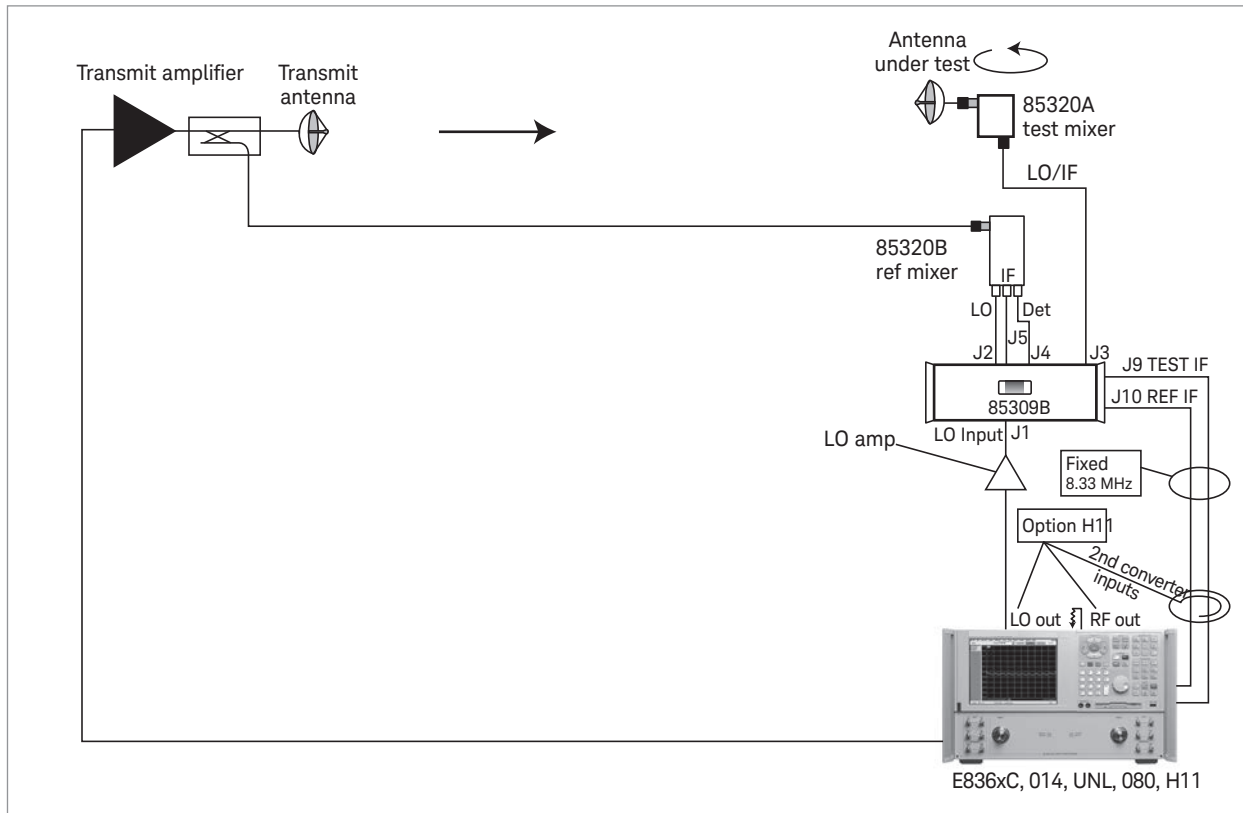 Transmit amplifier
Transmit
antenna
Antenna
under test
85320A
test mixer
LO/IF
85320B
ref mixer
IF
LO
Det
J5
J2
J4
J3
J9 TEST IF
J10 REF IF
85309B
LO Input
J1
LO amp
Fixed
8.33 MHz
Option H11
2nd converter
inputs
LO out
RF out
E836xC, 014, UNL, 080, H11